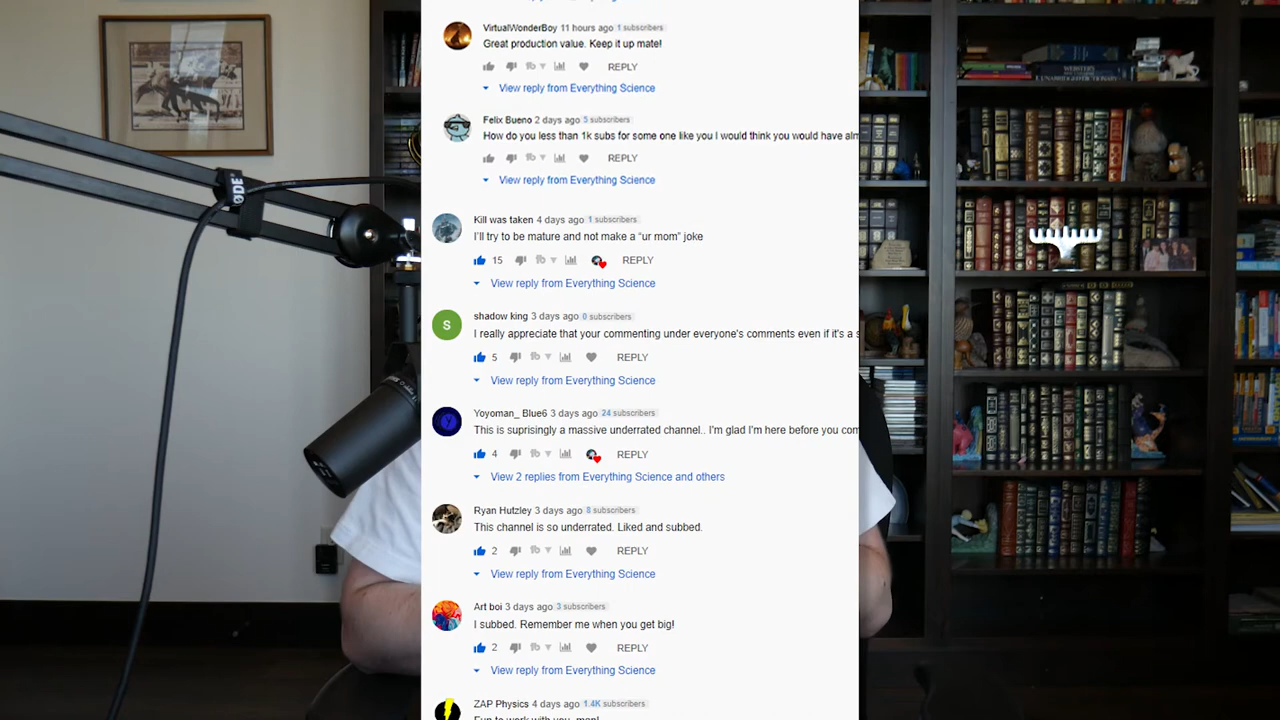 VirtualWonderBoy 11 hours ago 1 subscribers
Great production value. Keep it up mate!
REPLY
View reply from Everything Science
Felix Bueno 2 days ago 5 subscribers
How do you less than 1k subs for some one like you I would think you would have alm
REPLY
View reply from Everything Science
Kill was taken 4 days ago 1 subscribers
I'll try to be mature and not make a “ur mom” joke
15 REPLY
View reply from Everything Science
S
shadow king 3 days ago 0 subscribers
I really appreciate that your commenting under everyone's comments even if it's a s
5 REPLY
View reply from Everything Science
Yoyoman_ Blue6 3 days ago 24 subscribers
This is suprisingly a massive underrated channel.. I'm glad I'm here before you com
4 REPLY
View 2 replies from Everything Science and others
Ryan Hutzley 3 days ago 8 subscribers
This channel is so underrated. Liked and subbed.
2 REPLY
View reply from Everything Science
Art boi 3 days ago 3 subscribers
I subbed. Remember me when you get big!
2 REPLY
View reply from Everything Science
ZAP Physics 4 days ago 1.4K subscribers
Fun to work with you, man!